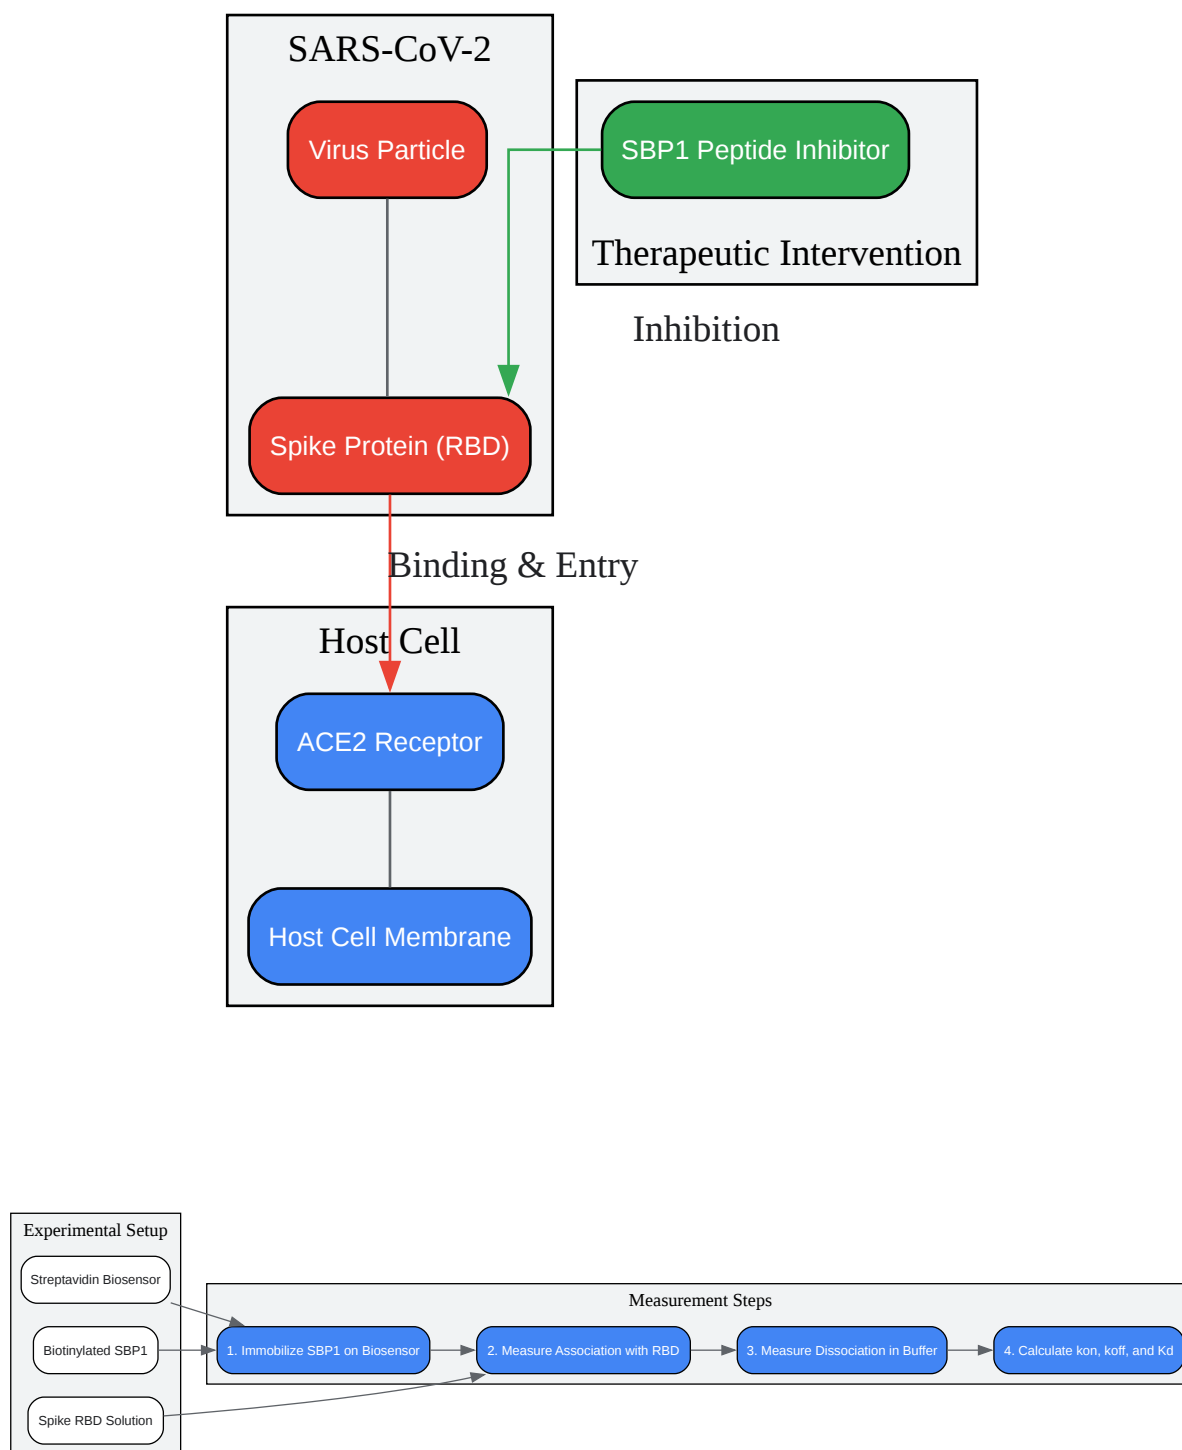 SARS-CoV-2
Virus Particle
SBP1 Peptide Inhibitor
Therapeutic Intervention
Inhibition
Spike Protein (RBD)
Binding & Entry
Host Cell
ACE2 Receptor
Host Cell Membrane
Experimental Setup
Streptavidin Biosensor
Biotinylated SBP1
Spike RBD Solution
Measurement Steps
1. Immobilize SBP1 on Biosensor
2. Measure Association with RBD
3. Measure Dissociation in Buffer
4. Calculate kon, koff, and Kd